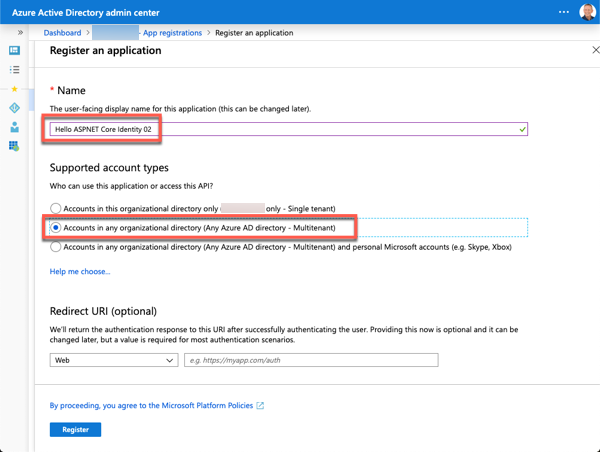 Azure Active Directory admin center
Dashboard > - App registrations > Register an application
Register an application
* Name
The user-facing display name for this application (this can be changed later).
Hello ASPNET Core Identity 02
Supported account types
Who can use this application or access this API?
Accounts in this organizational directory only ( only - Single tenant)
Accounts in any organizational directory (Any Azure AD directory - Multitenant)
Accounts in any organizational directory (Any Azure AD directory - Multitenant) and personal Microsoft accounts (e.g. Skype, Xbox)
Help me choose...
Redirect URI (optional)
We'll return the authentication response to this URI after successfully authenticating the user. Providing this now is optional and it can be
changed later, but a value is required for most authentication scenarios.
Web e.g. https://myapp.com/auth
By proceeding, you agree to the Microsoft Platform Policies
Register